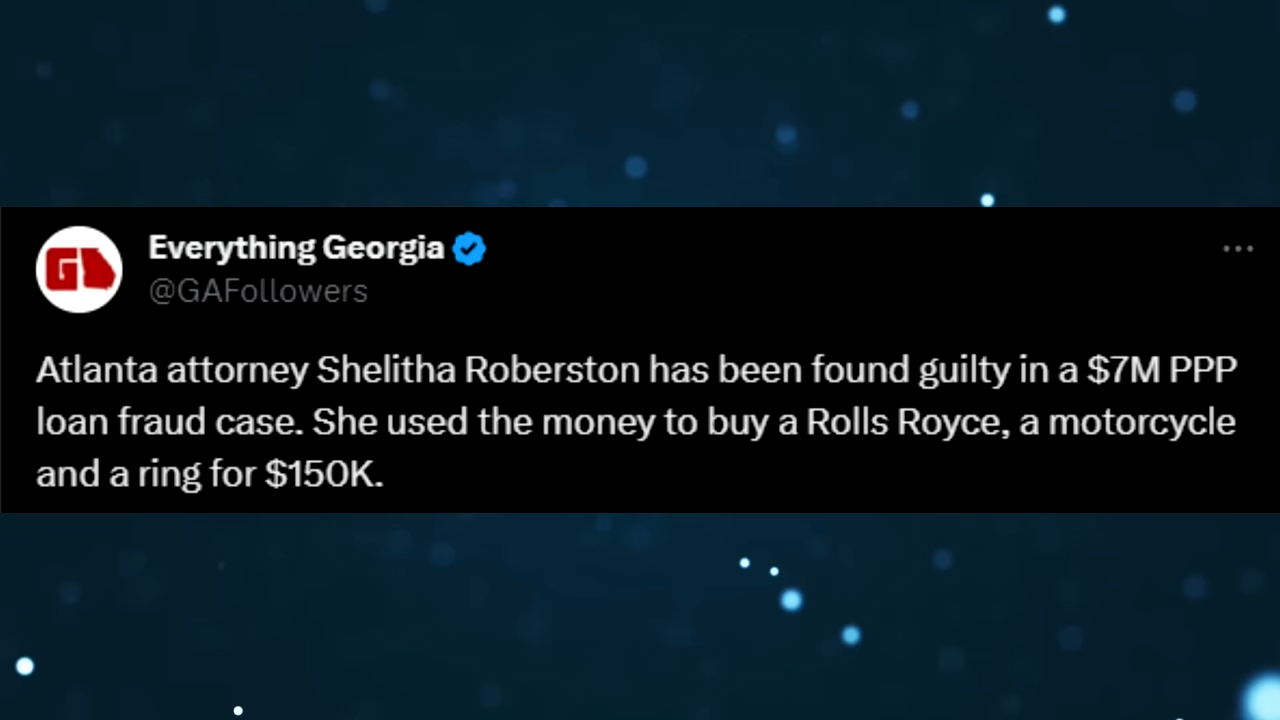 Everything Georgia
@GAFollowers
Atlanta attorney Shelitha Roberston has been found guilty in a $7M PPP
loan fraud case. She used the money to buy a Rolls Royce, a motorcycle
and a ring for $150K.